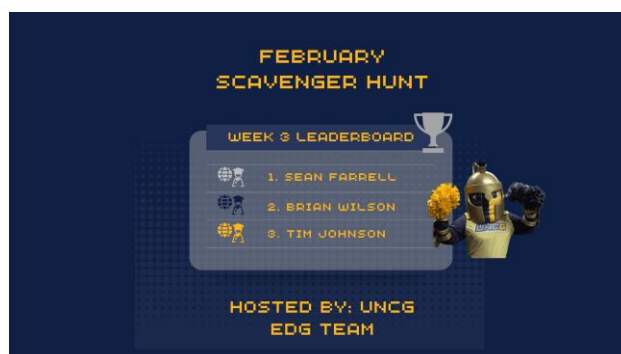 FEBRUARY
SCAVENGER HUNT
WEEK 3 LEADERBOARD
1. SEAN FARRELL
2. BRIAN WILSON
3. TIM JOHNSON
UNCG
HOSTED BY: UNCG
EDG TEAM